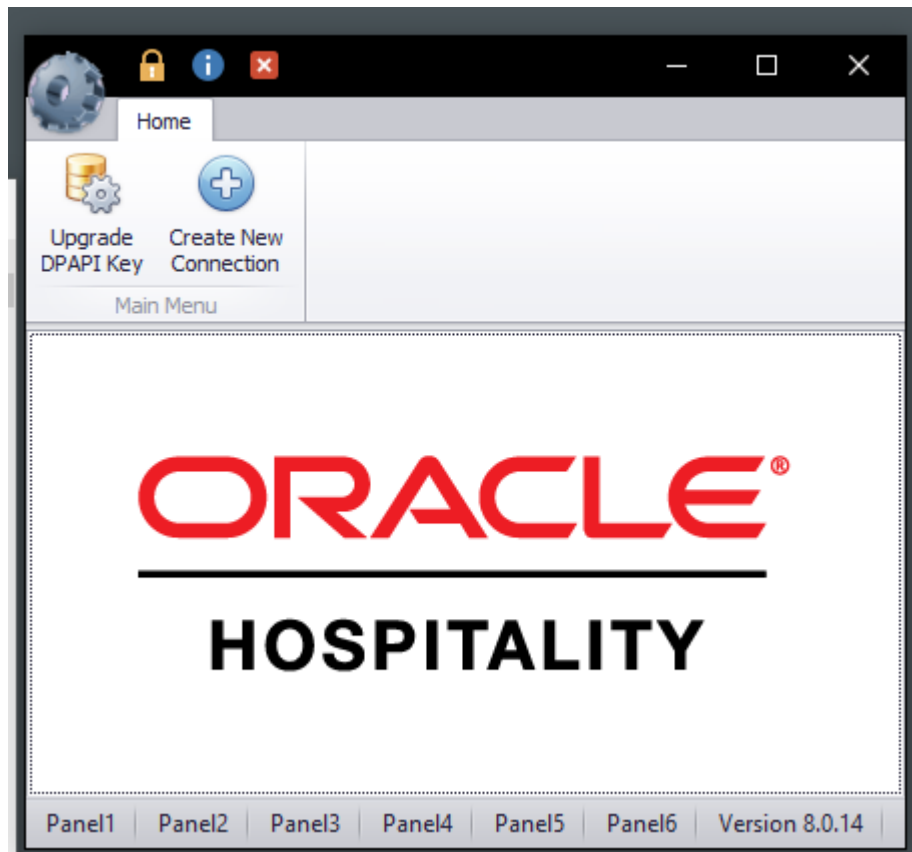 Home
Upgrade DPAPI Key
Create New Connection
Main Menu
ORACLE®
HOSPITALITY
Panel1 Panel2 Panel3 Panel4 Panel5 Panel6 Version 8.0.14